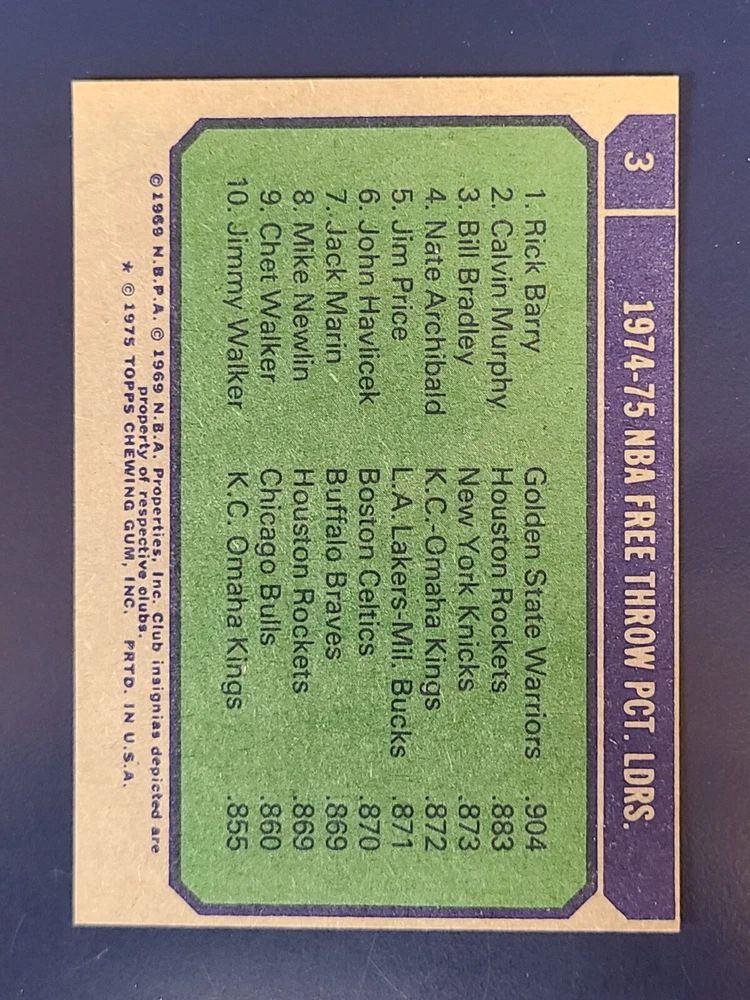 3 1974-75 NBA FREE THROW PCT. LDRS.
1. Rick Barry Golden State Warriors .904
2. Calvin Murphy Houston Rockets .883
3. Bill Bradley New York Knicks .873
4. Nate Archibald K.C.-Omaha Kings .872
5. Jim Price L.A. Lakers-Mil. Bucks .871
6. John Havlicek Boston Celtics .870
7. Jack Marin Buffalo Braves .869
8. Mike Newlin Houston Rockets .869
9. Chet Walker Chicago Bulls .860
10. Jimmy Walker K.C. Omaha Kings .855
©1969 N.B.P.A. ©1969 N.B.A. Properties, Inc. Club insignias depicted are
property of respective clubs.
★ ©1975 TOPPS CHEWING GUM, INC. PRTD. IN U.S.A.